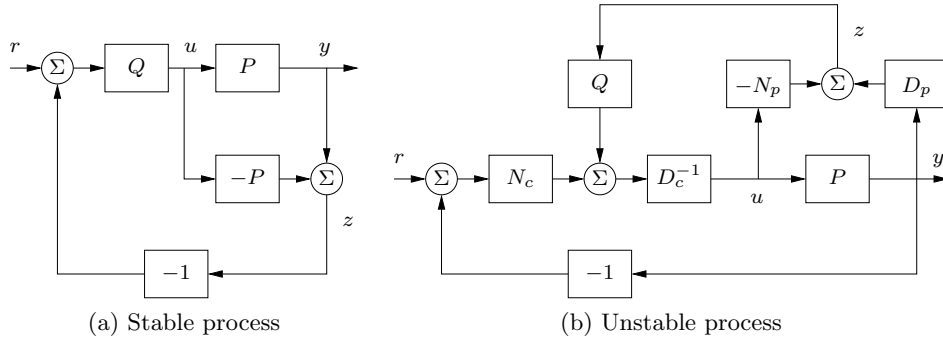 r
Σ
Q
u
P
y
−P
Σ
z
−1
(a) Stable process
z
Q
−N_p
Σ
D_p
r
Σ
N_c
Σ
D_c^{-1}
u
P
y
−1
(b) Unstable process